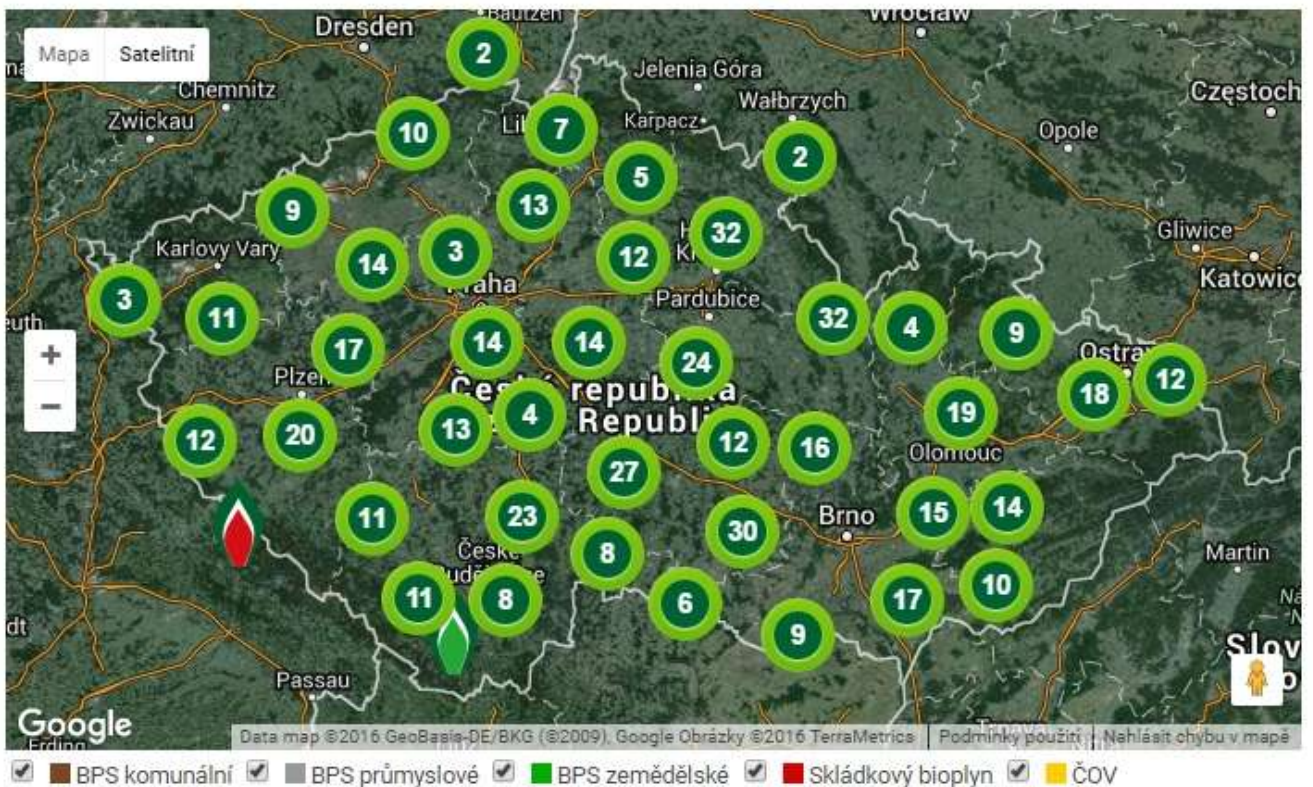 Mapa Satelitní
Dresden
Bautzen
Wrocław
2
Chemnitz
Jelenia Góra
Zwickau
10
7
Karpacz
Wałbrzych
Częstoch
Opole
2
5
9
13
32
Gliwice
Karlovy Vary
14
3
12
Katowice
Praha
3
11
Pardubice
32
4
9
+
17
14
14
24
Ostrav
Plzeň
12
−
Česká republika
18
Republi
12
20
13
4
12
16
19
Olomouc
27
11
23
30
Brno
15
14
České
8
Martin
11
8
6
17
10
9
Slov
Passau
Google
Data map ©2016 GeoBasis-DE/BKG (©2009), Google Obrázky ©2016 TerraMetrics Podmínky použití Nahlásit chybu v mapě
BPS komunální BPS průmyslové BPS zemědělské Skládkový bioplyn ČOV